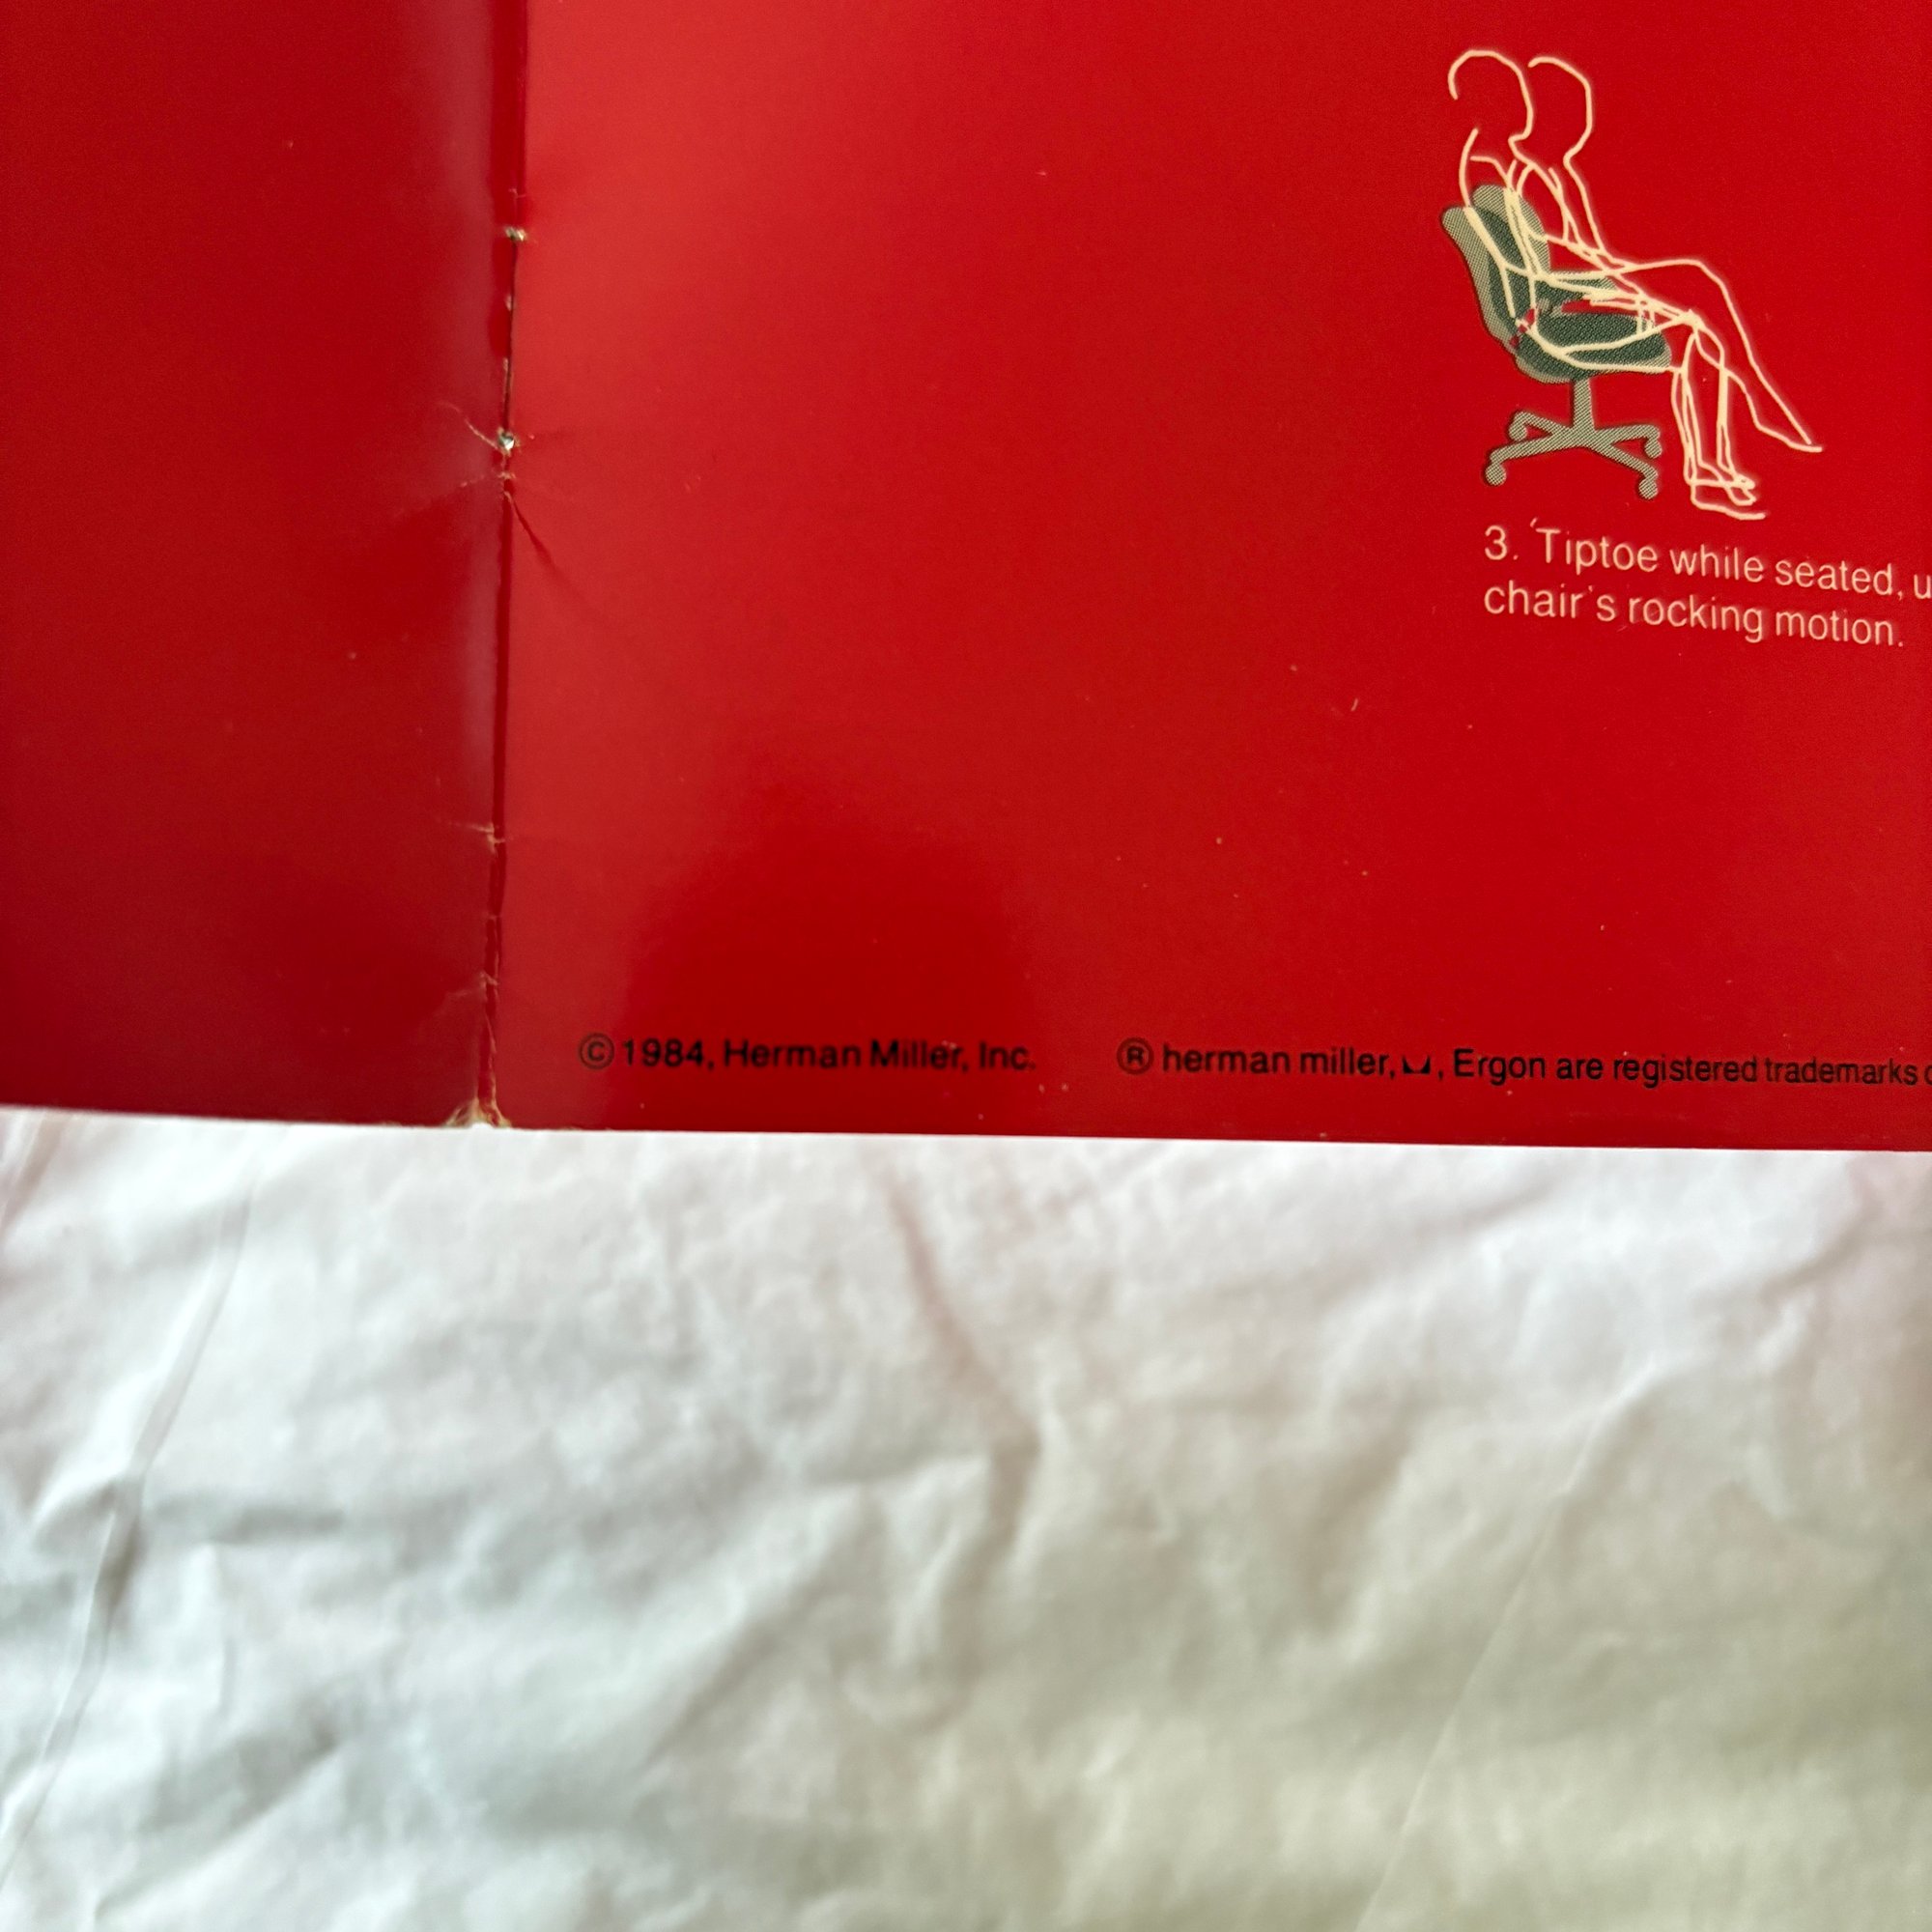 3. 'Tiptoe while seated, u
chair's rocking motion.
© 1984, Herman Miller, Inc. ® herman miller, , Ergon are registered trademarks